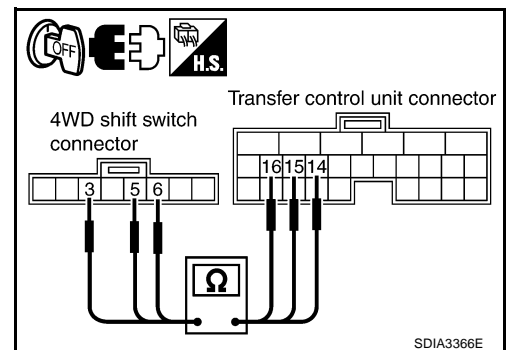 OFF
H.S.
Transfer control unit connector
4WD shift switch
connector
16 15 14
3 5 6
Ω
SDIA3366E